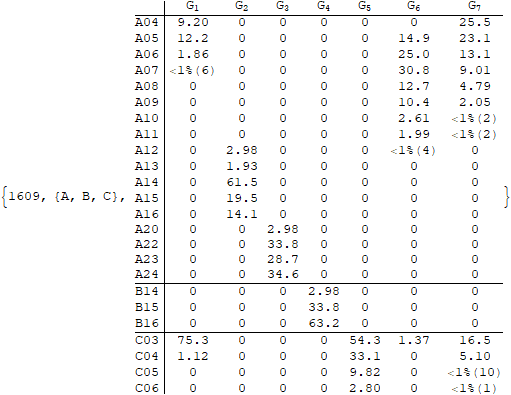 G1 G2 G3 G4 G5 G6 G7
A04 9.20 0 0 0 0 0 25.5
A05 12.2 0 0 0 0 14.9 23.1
A06 1.86 0 0 0 0 25.0 13.1
A07 <1%(6) 0 0 0 0 30.8 9.01
A08 0 0 0 0 0 12.7 4.79
A09 0 0 0 0 0 10.4 2.05
A10 0 0 0 0 0 2.61 <1%(2)
A11 0 0 0 0 0 1.99 <1%(2)
A12 0 2.98 0 0 0 <1%(4) 0
A13 0 1.93 0 0 0 0 0
A14 0 61.5 0 0 0 0 0
{1609, {A, B, C}, A15 0 19.5 0 0 0 0 0 }
A16 0 14.1 0 0 0 0 0
A20 0 0 2.98 0 0 0 0
A22 0 0 33.8 0 0 0 0
A23 0 0 28.7 0 0 0 0
A24 0 0 34.6 0 0 0 0
B14 0 0 0 2.98 0 0 0
B15 0 0 0 33.8 0 0 0
B16 0 0 0 63.2 0 0 0
C03 75.3 0 0 0 54.3 1.37 16.5
C04 1.12 0 0 0 33.1 0 5.10
C05 0 0 0 0 9.82 0 <1%(10)
C06 0 0 0 0 2.80 0 <1%(1)